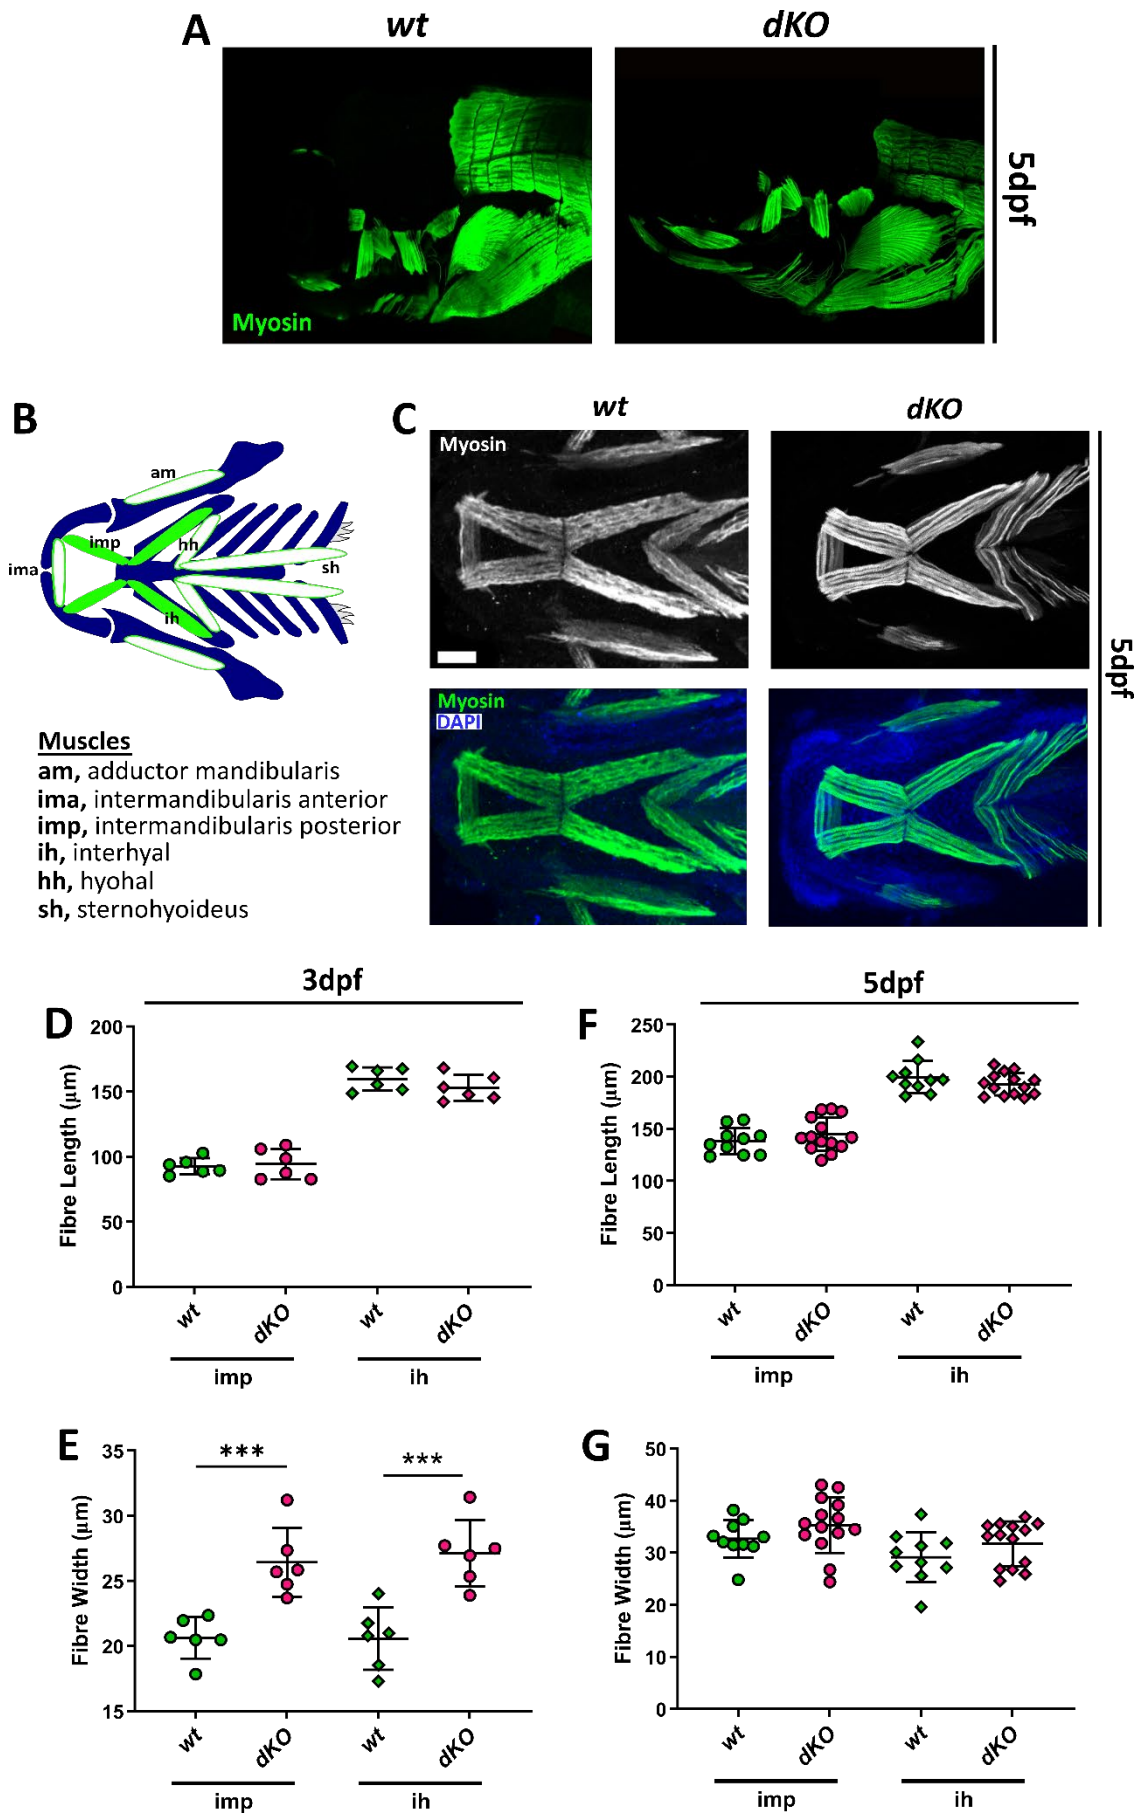 A
wt
dKO
5dpf
Myosin
B
am
imp
hh
ima
sh
ih
Muscles
am, adductor mandibularis
ima, intermandibularis anterior
imp, intermandibularis posterior
ih, interhyal
hh, hyohal
sh, sternohyoideus
C
wt
dKO
Myosin
5dpf
Myosin
DAPI
3dpf
D
Fibre Length (μm)
200
150
100
50
0
wt
dKO
wt
dKO
imp
ih
5dpf
F
Fibre Length (μm)
250
200
150
100
50
0
wt
dKO
wt
dKO
imp
ih
E
Fibre Width (μm)
35
30
25
20
15
***
***
wt
dKO
wt
dKO
imp
ih
G
Fibre Width (μm)
50
40
30
20
10
0
wt
dKO
wt
dKO
imp
ih